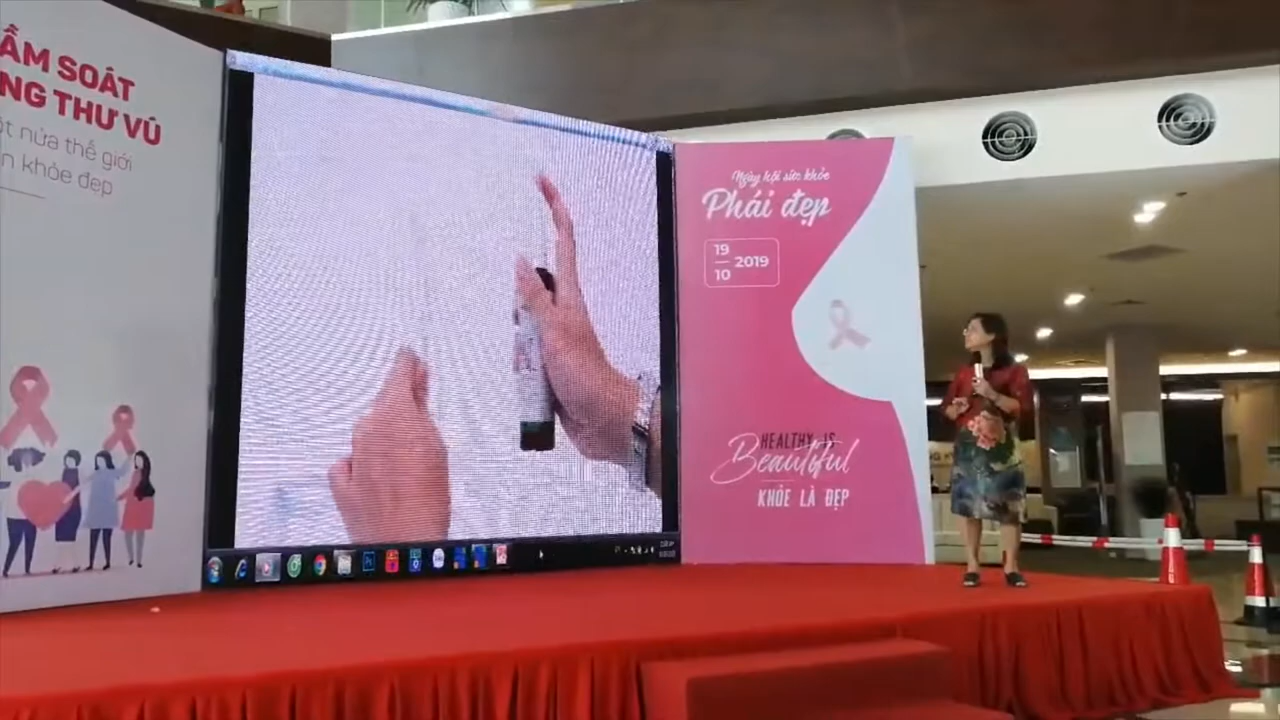 ẦM SOÁT
NG THƯ VÚ
ột nửa thế giới
n khỏe đẹp
Ngày hội sức khỏe
Phái đẹp
19
10
2019
HEALTHY IS
Beautiful
KHỎE LÀ ĐẸP